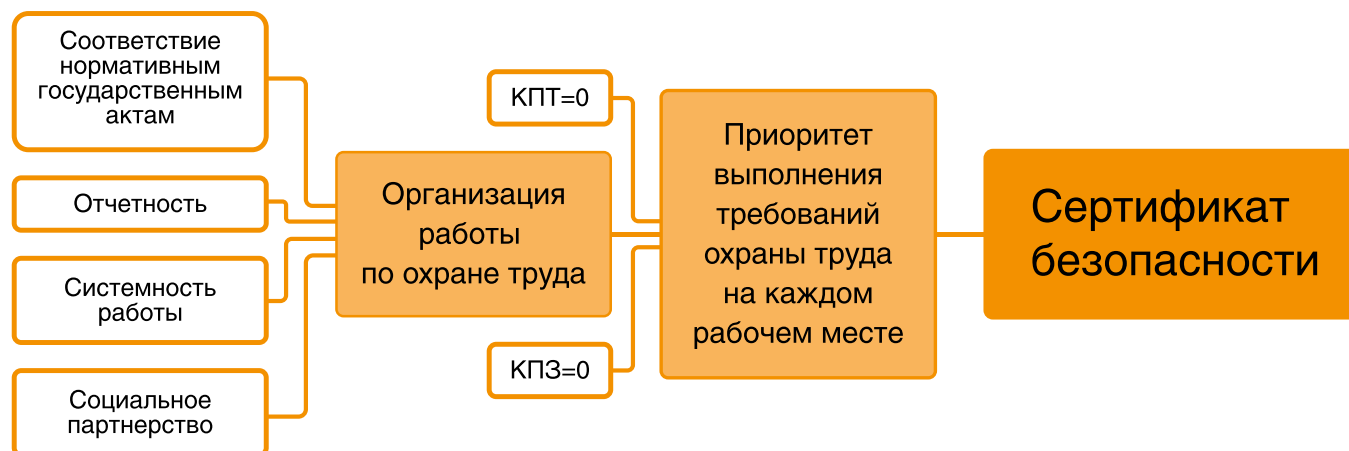 Соответствие
нормативным
государственным
актам
Отчетность
Системность
работы
Социальное
партнерство
Организация
работы
по охране труда
КПТ=0
КПЗ=0
Приоритет
выполнения
требований
охраны труда
на каждом
рабочем месте
Сертификат
безопасности